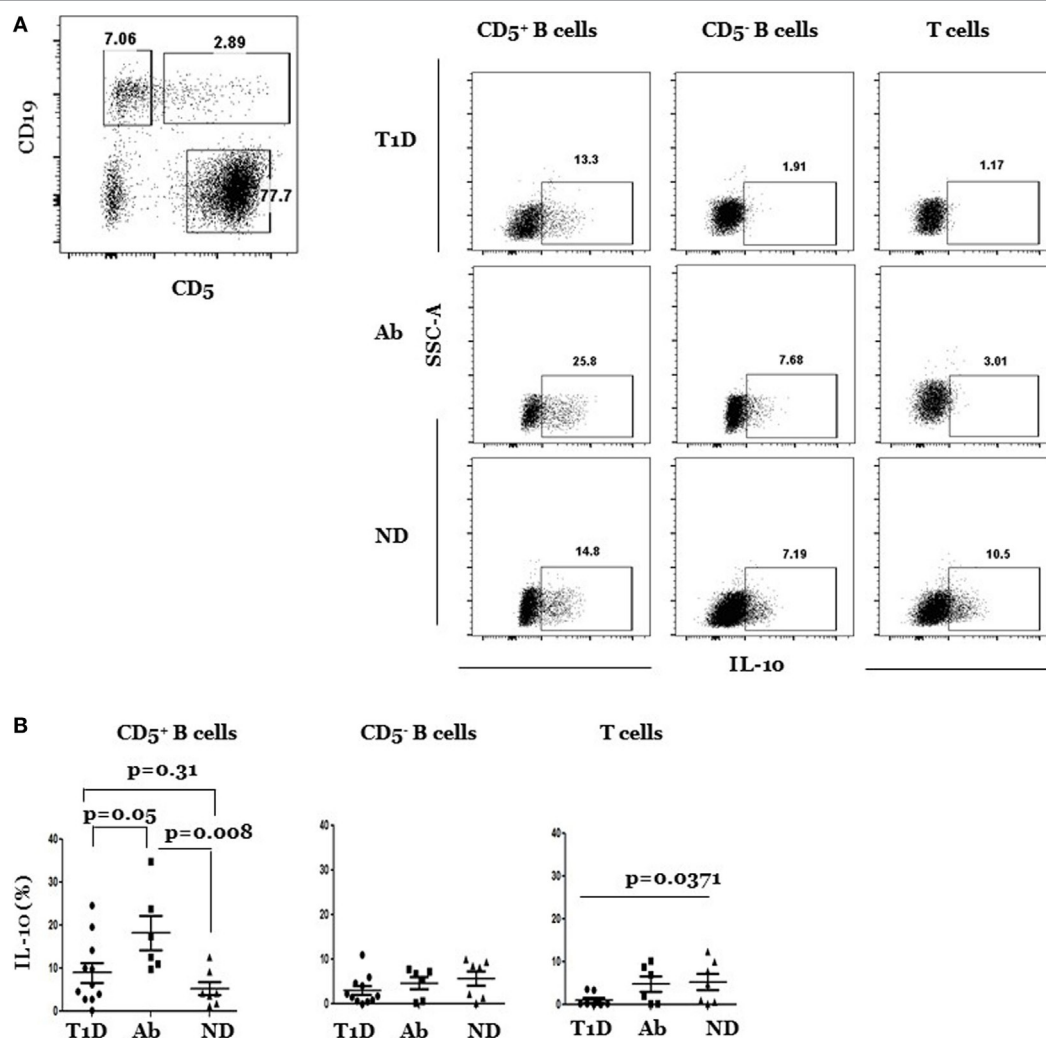 A
7.06 2.89
77.7
CD19
CD5
CD5⁺ B cells CD5⁻ B cells T cells
T1D
13.3 1.91 1.17
Ab
25.8 7.68 3.01
SSC-A
ND
14.8 7.19 10.5
IL-10
B
CD5⁺ B cells CD5⁻ B cells T cells
p=0.31
p=0.05
p=0.008
p=0.0371
IL-10(%)
40
30
20
10
0
T1D Ab ND
40
30
20
10
0
T1D Ab ND
40
30
20
10
0
T1D Ab ND